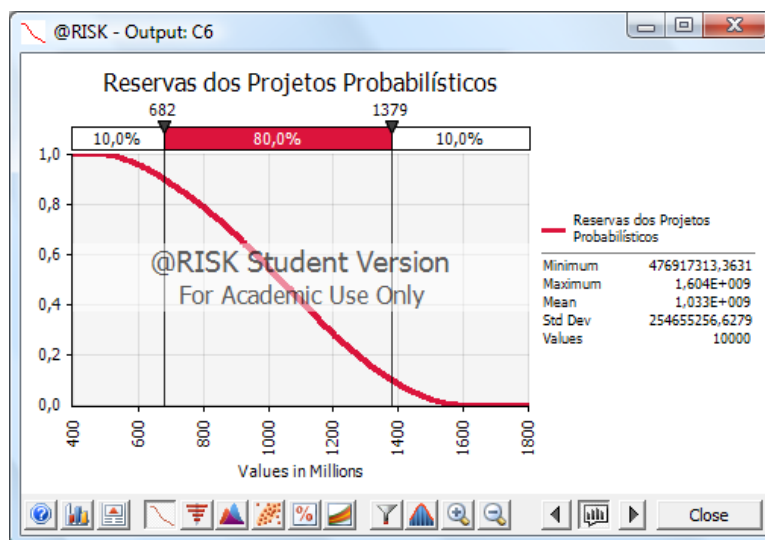 @RISK - Output: C6
Reservas dos Projetos Probabilísticos
682 1379
10,0% 80,0% 10,0%
1,0
0,8
0,6
0,4
0,2
0,0
400 600 800 1000 1200 1400 1600 1800
Values in Millions
@RISK Student Version
For Academic Use Only
Reservas dos Projetos
Probabilísticos
Minimum 476917313,3631
Maximum 1,604E+009
Mean 1,033E+009
Std Dev 254655256,6279
Values 10000
Close